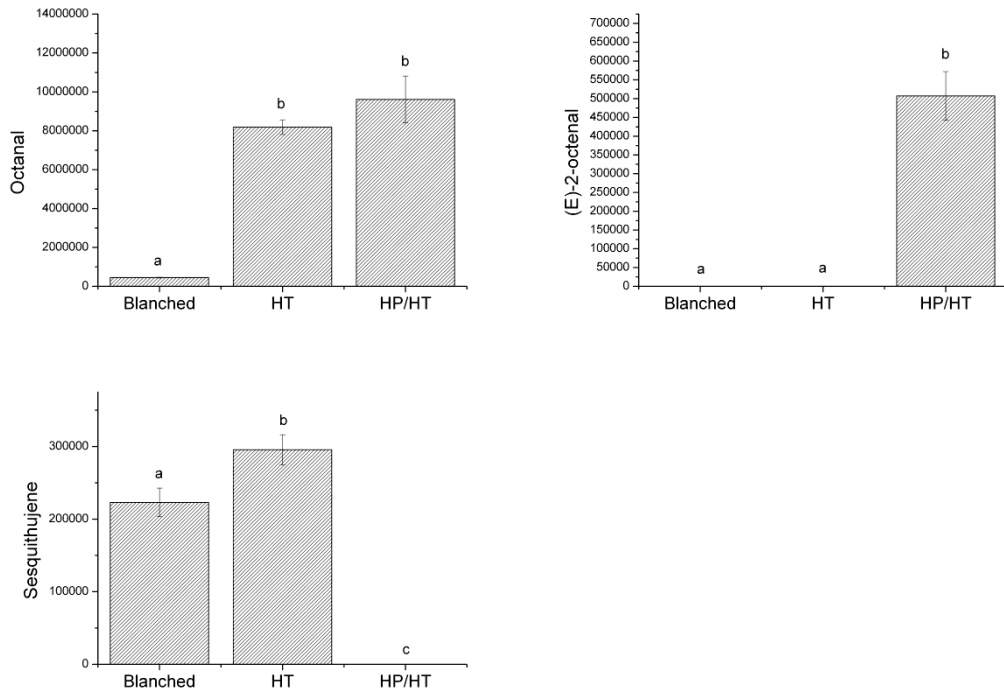 14000000
12000000
10000000
8000000
6000000
4000000
2000000
0
Octanal
a
b
b
Blanched HT HP/HT
700000
650000
600000
550000
500000
450000
400000
350000
300000
250000
200000
150000
100000
50000
0
(E)-2-octenal
a
a
b
Blanched HT HP/HT
300000
200000
100000
0
Sesquithujene
a
b
c
Blanched HT HP/HT